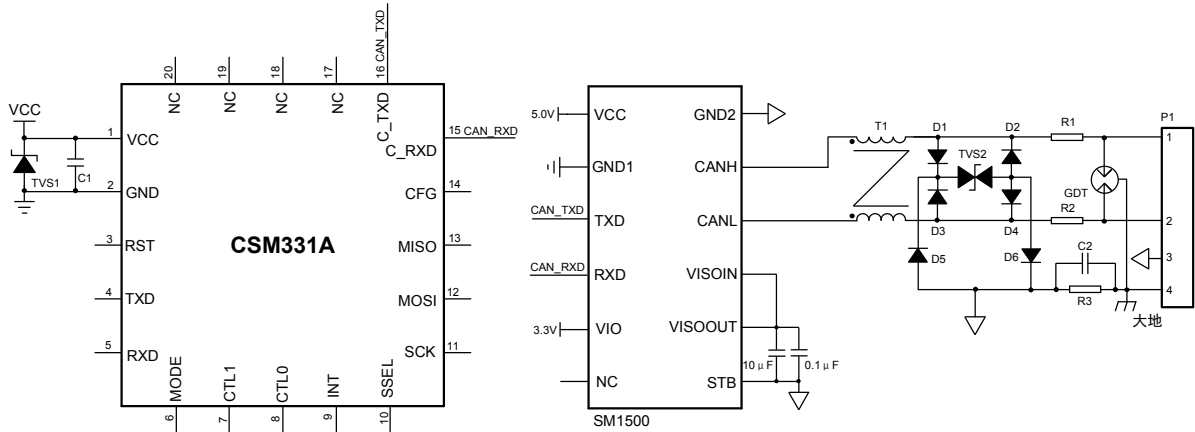 CAN_TXD
20
19
18
17
16
NC
NC
NC
NC
C_TXD
VCC
1
VCC
TVS1
C1
2
GND
3
RST
4
TXD
5
RXD
CSM331A
C_RXD
15
CAN_RXD
CFG
14
MISO
13
MOSI
12
SCK
11
MODE
CTL1
CTL0
INT
SSEL
6
7
8
9
10
5.0V
VCC
GND1
CAN_TXD
TXD
CAN_RXD
RXD
3.3V
VIO
NC
GND2
CANH
CANL
VISOIN
VISOOUT
STB
SM1500
10μF
0.1μF
T1
D1
D2
TVS2
D3
D4
D5
D6
R1
R2
GDT
C2
R3
P1
1
2
3
4
大地